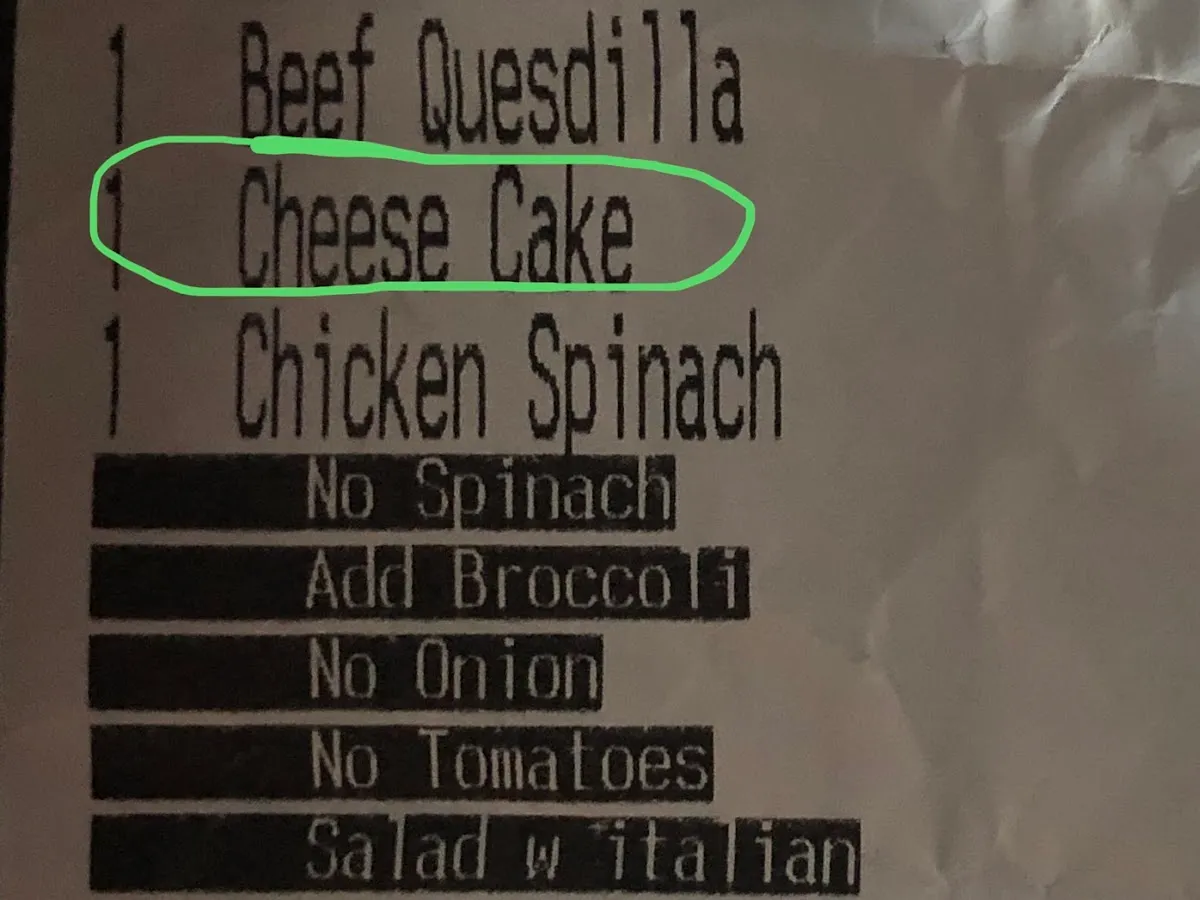 1 Beef Quesdilla
1 Cheese Cake
1 Chicken Spinach
No Spinach
Add Broccoli
No Onion
No Tomatoes
Salad w italian